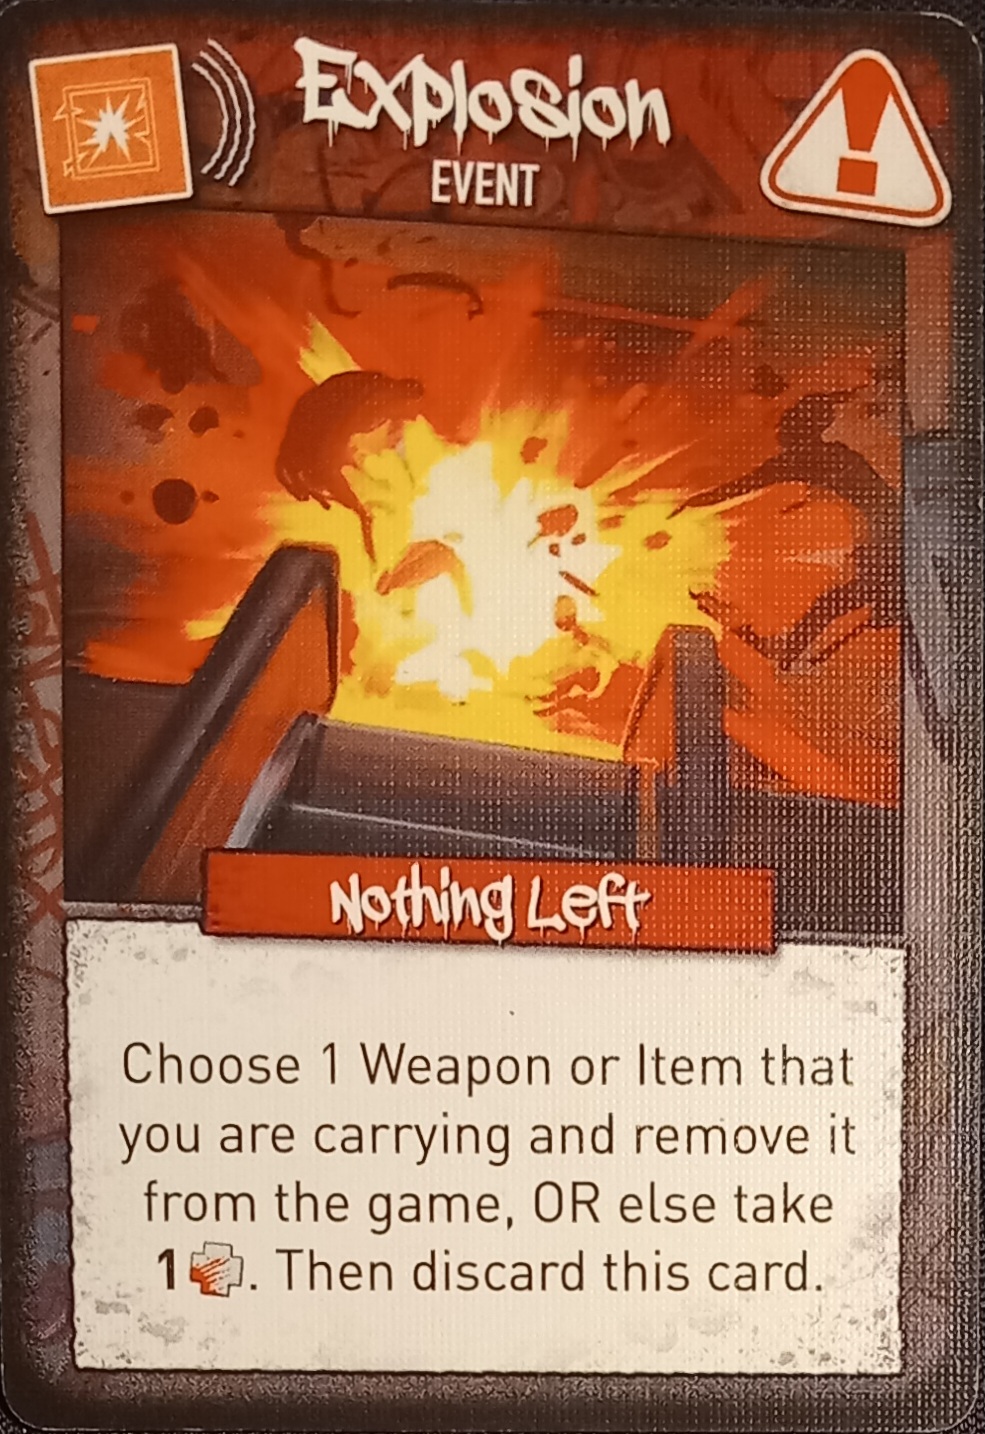 Explosion
EVENT
Nothing Left
Choose 1 Weapon or Item that
you are carrying and remove it
from the game, OR else take
1. Then discard this card.